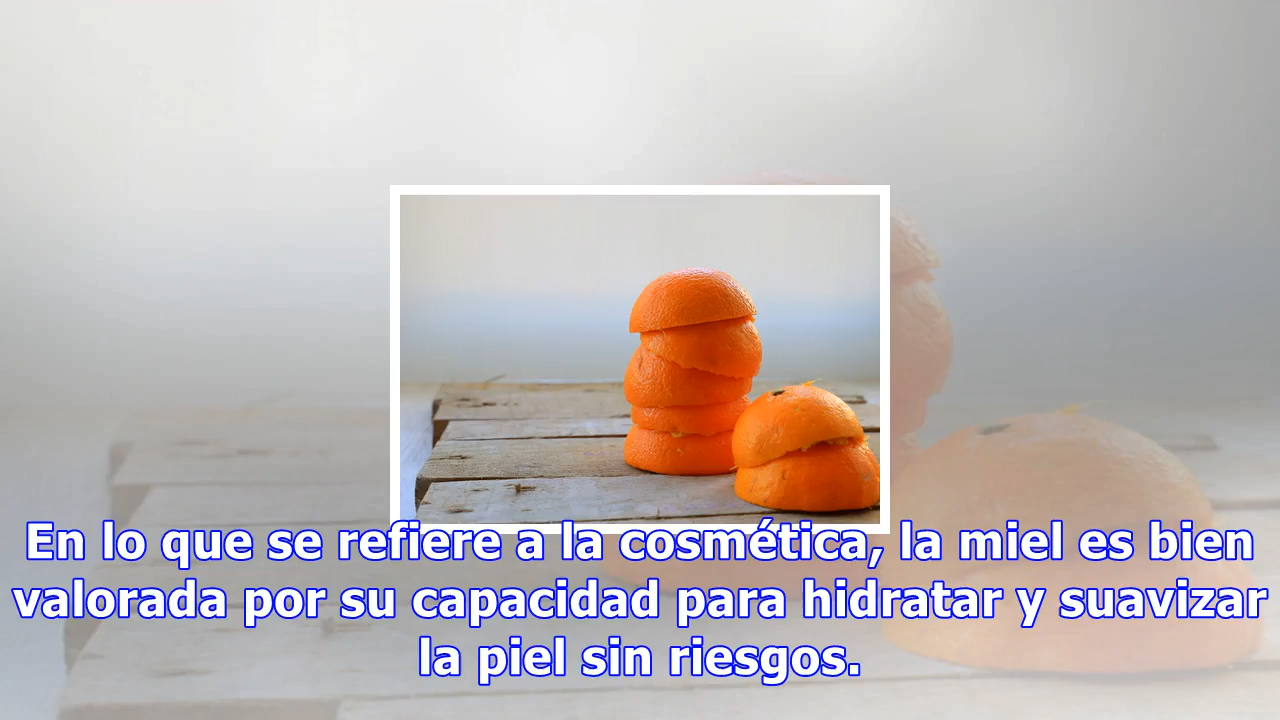 En lo que se refiere a la cosmética, la miel es bien
valorada por su capacidad para hidratar y suavizar
la piel sin riesgos.